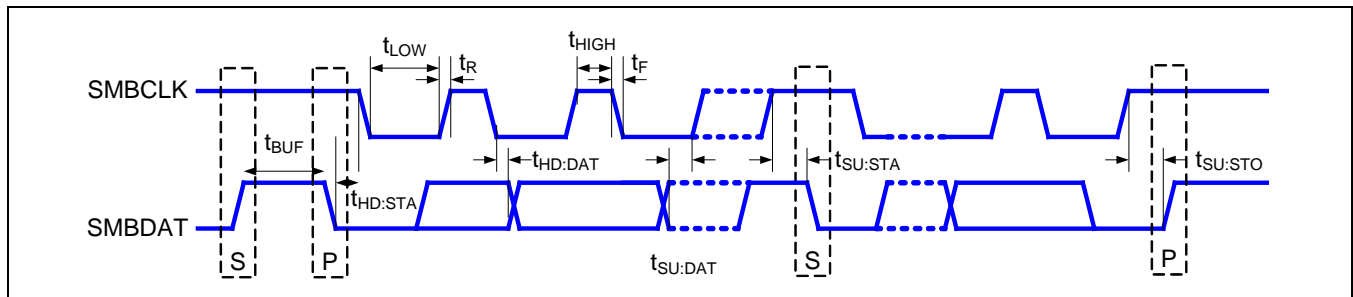 tLOW
tHIGH
tR
tF
SMBCLK
tBUF
tHD:DAT
tSU:STA
tSU:STO
tHD:STA
SMBDAT
S
P
tSU:DAT
S
P